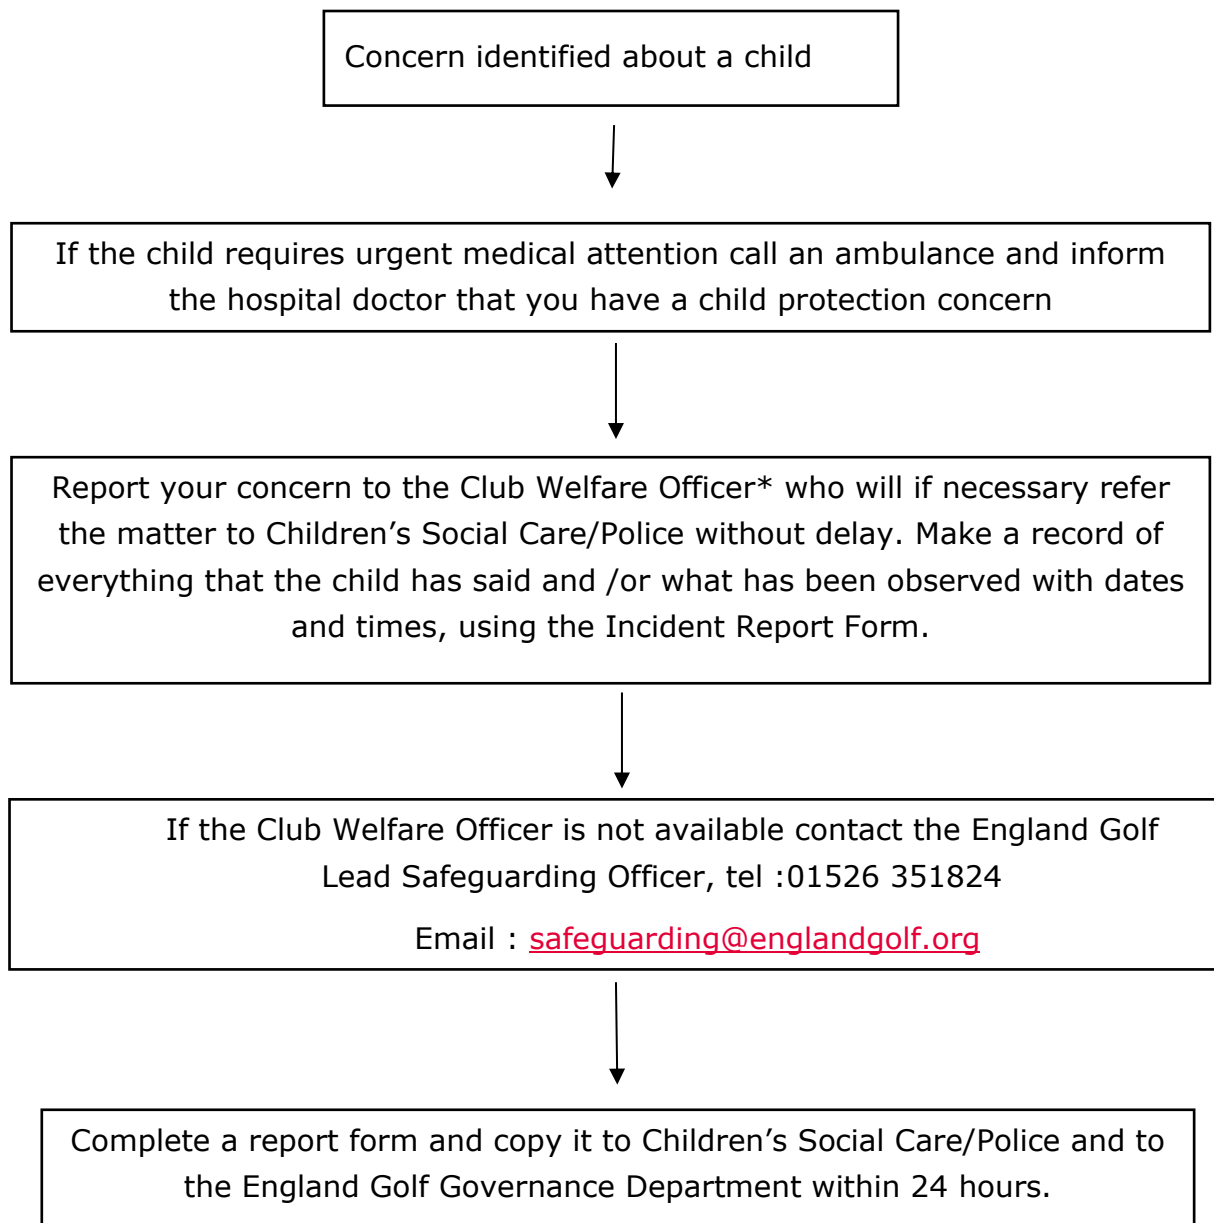 Concern identified about a child
If the child requires urgent medical attention call an ambulance and inform
the hospital doctor that you have a child protection concern
Report your concern to the Club Welfare Officer* who will if necessary refer
the matter to Children’s Social Care/Police without delay. Make a record of
everything that the child has said and /or what has been observed with dates
and times, using the Incident Report Form.
If the Club Welfare Officer is not available contact the England Golf
Lead Safeguarding Officer, tel :01526 351824
Email : safeguarding@englandgolf.org
Complete a report form and copy it to Children’s Social Care/Police and to
the England Golf Governance Department within 24 hours.